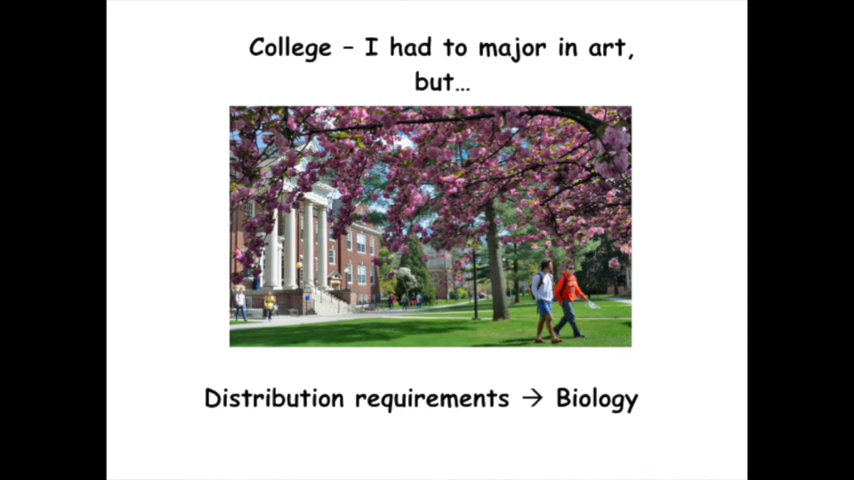 College – I had to major in art,
but...
Distribution requirements → Biology